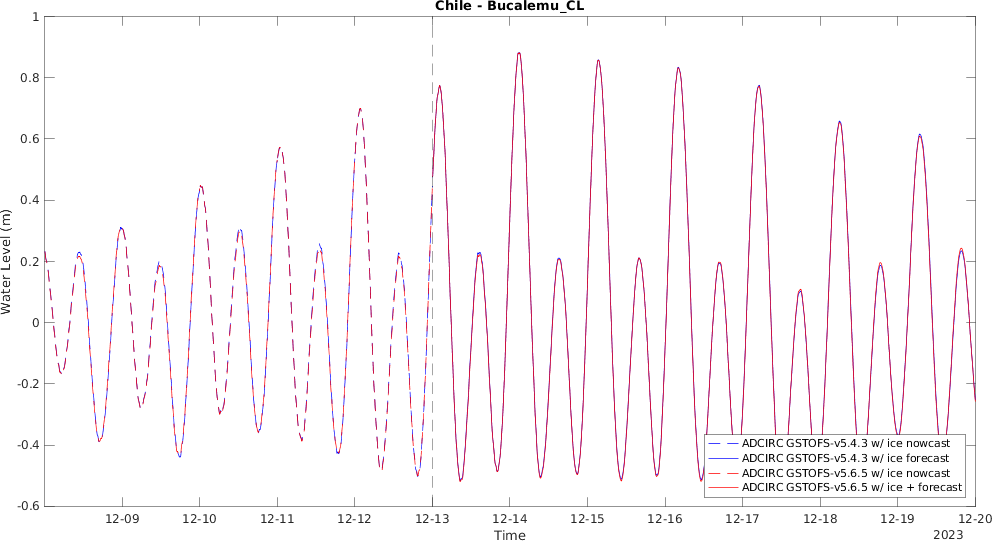 Chile - Bucalemu_CL
1
0.8
0.6
0.4
0.2
0
-0.2
-0.4
-0.6
Water Level (m)
ADCIRC GSTOFS-v5.4.3 w/ ice nowcast
ADCIRC GSTOFS-v5.4.3 w/ ice forecast
ADCIRC GSTOFS-v5.6.5 w/ ice nowcast
ADCIRC GSTOFS-v5.6.5 w/ ice + forecast
12-09 12-10 12-11 12-12 12-13 12-14 12-15 12-16 12-17 12-18 12-19 12-20
Time
2023